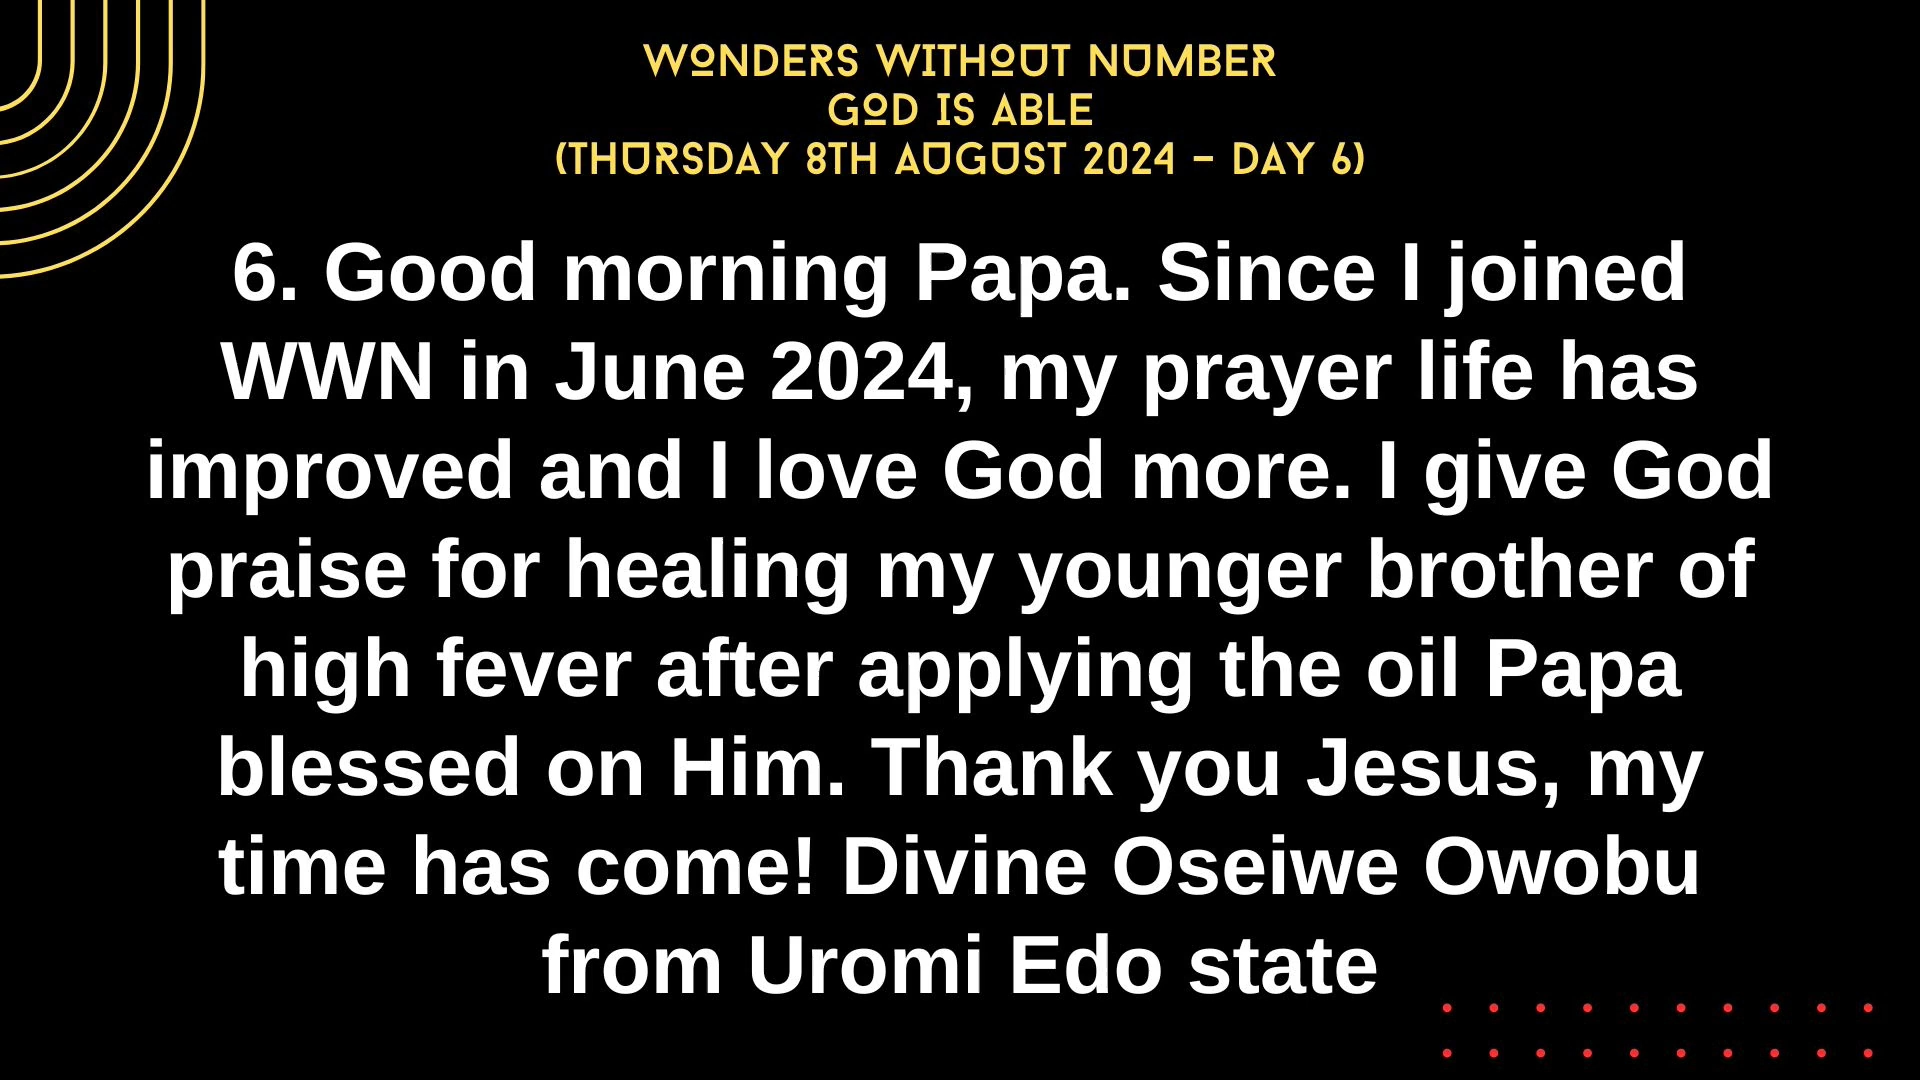 WONDERS WITHOUT NUMBER
GOD IS ABLE
(THURSDAY 8TH AUGUST 2024 – DAY 6)
6. Good morning Papa. Since I joined
WWN in June 2024, my prayer life has
improved and I love God more. I give God
praise for healing my younger brother of
high fever after applying the oil Papa
blessed on Him. Thank you Jesus, my
time has come! Divine Oseiwe Owobu
from Uromi Edo state